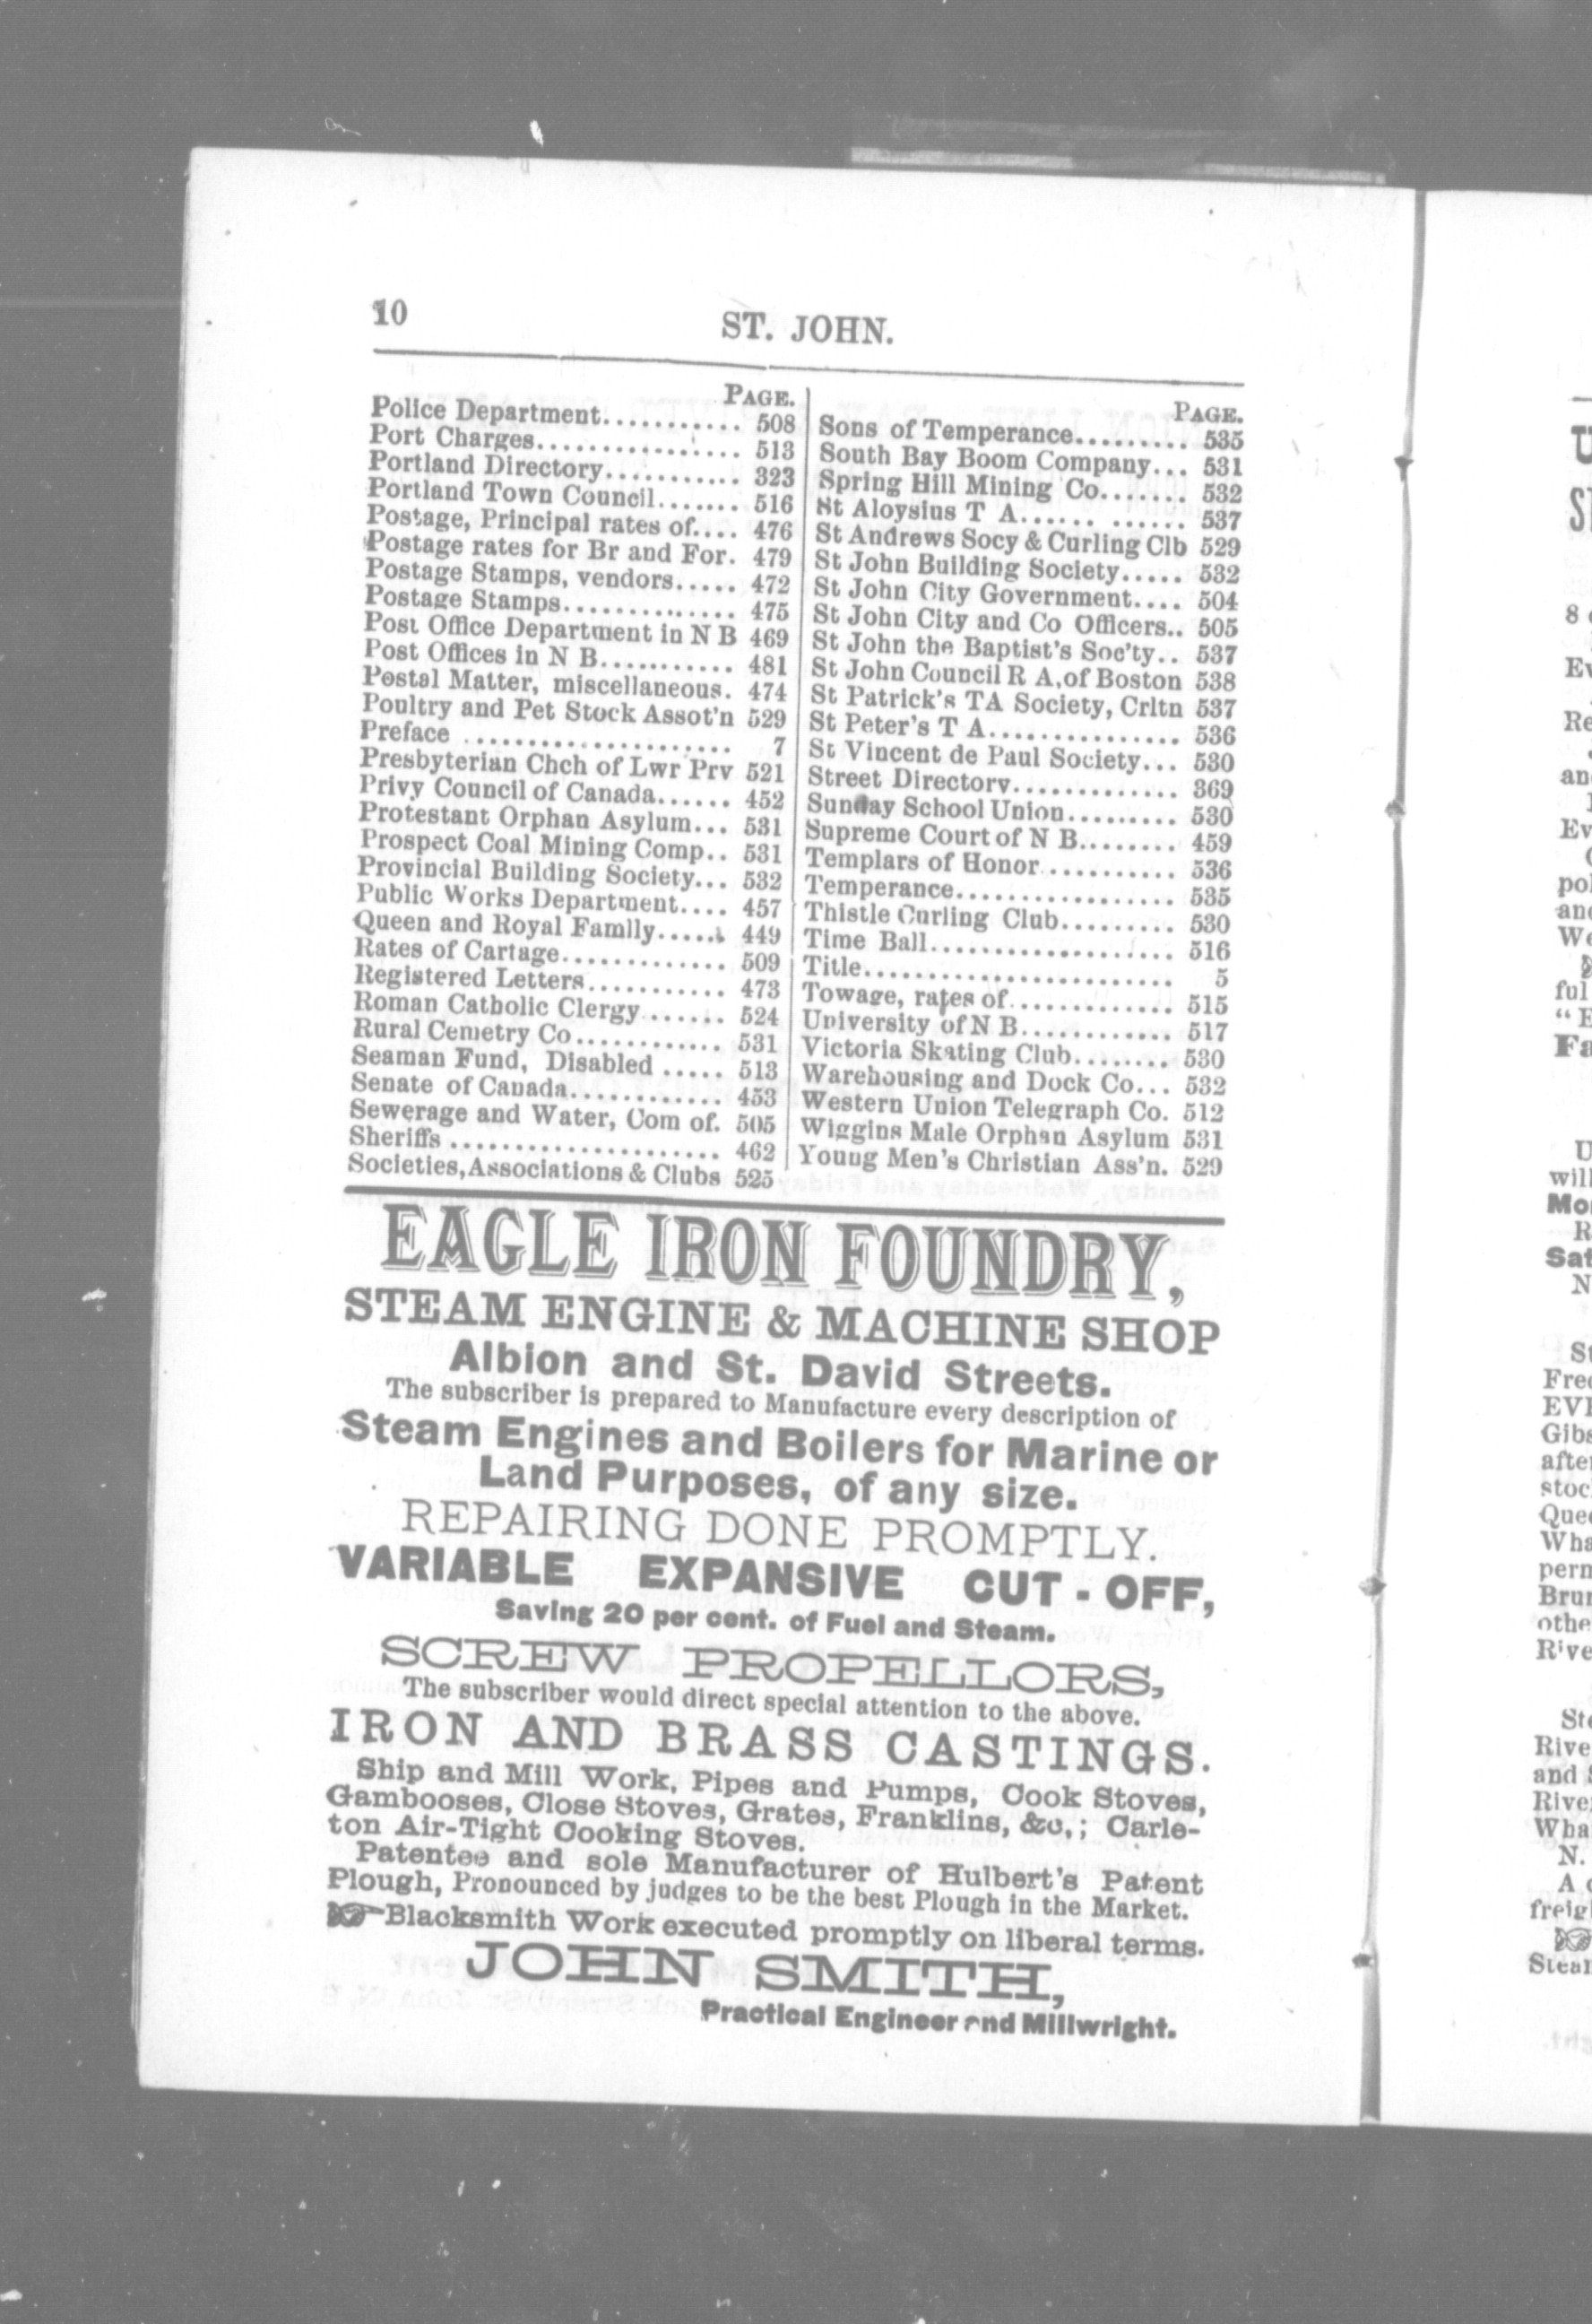 10
ST. JOHN.
PAGE.
Police Department........... 508
Port Charges................ 513
Portland Directory........... 323
Portland Town Council....... 516
Postage, Principal rates of.... 476
Postage rates for Br and For. 479
Postage Stamps, vendors..... 472
Postage Stamps.............. 475
Post Office Department in N B 469
Post Offices in N B........... 481
Postal Matter, miscellaneous. 474
Poultry and Pet Stock Assot'n 529
Preface ..................... 7
Presbyterian Chch of Lwr Prv 521
Privy Council of Canada...... 452
Protestant Orphan Asylum... 531
Prospect Coal Mining Comp.. 531
Provincial Building Society... 532
Public Works Department.... 457
Queen and Royal Family...... 449
Rates of Cartage............. 509
Registered Letters........... 473
Roman Catholic Clergy....... 524
Rural Cemetry Co............ 531
Seaman Fund, Disabled ..... 513
Senate of Canada............ 453
Sewerage and Water, Com of. 505
Sheriffs ..................... 462
Societies, Associations & Clubs 525
PAGE.
Sons of Temperance......... 535
South Bay Boom Company... 531
Spring Hill Mining Co....... 532
St Aloysius T A...... ...... 537
St Andrews Socy & Curling Clb 529
St John Building Society..... 532
St John City Government.... 504
St John City and Co Officers.. 505
St John the Baptist's Soc'ty.. 537
St John Council R A, of Boston 538
St Patrick's TA Society, Crltn 537
St Peter's T A............... 536
St Vincent de Paul Society... 530
Street Directory............. 369
Sunday School Union......... 530
Supreme Court of N B........ 459
Templars of Honor.......... 536
Temperance................. 535
Thistle Curling Club......... 530
Time Ball................... 516
Title........................ 5
Towage, rates of............ 515
University of N B............ 517
Victoria Skating Club........ 530
Warehousing and Dock Co... 532
Western Union Telegraph Co. 512
Wiggins Male Orphan Asylum 531
Young Men's Christian Ass'n. 529
EAGLE IRON FOUNDRY,
STEAM ENGINE & MACHINE SHOP
Albion and St. David Streets.
The subscriber is prepared to Manufacture every description of
Steam Engines and Boilers for Marine or
Land Purposes, of any size.
REPAIRING DONE PROMPTLY.
VARIABLE EXPANSIVE CUT-OFF,
Saving 20 per cent. of Fuel and Steam.
SCREW PROPELLORS,
The subscriber would direct special attention to the above.
IRON AND BRASS CASTINGS.
Ship and Mill Work, Pipes and Pumps, Cook Stoves,
Gambooses, Close Stoves, Grates, Franklins, &c,; Carle-
ton Air-Tight Cooking Stoves.
Patentee and sole Manufacturer of Hulbert's Patent
Plough, Pronounced by judges to be the best Plough in the Market.
☞Blacksmith Work executed promptly on liberal terms.
JOHN SMITH,
Practical Engineer and Millwright.